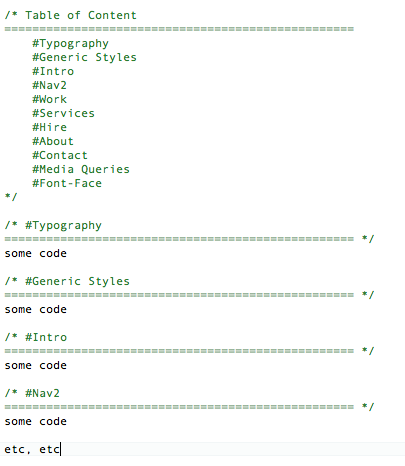 /* Table of Content
==================================================
    #Typography
    #Generic Styles
    #Intro
    #Nav2
    #Work
    #Services
    #Hire
    #About
    #Contact
    #Media Queries
    #Font-Face
*/

/* #Typography
================================================== */
some code

/* #Generic Styles
================================================== */
some code

/* #Intro
================================================== */
some code

/* #Nav2
================================================== */
some code

etc, etc